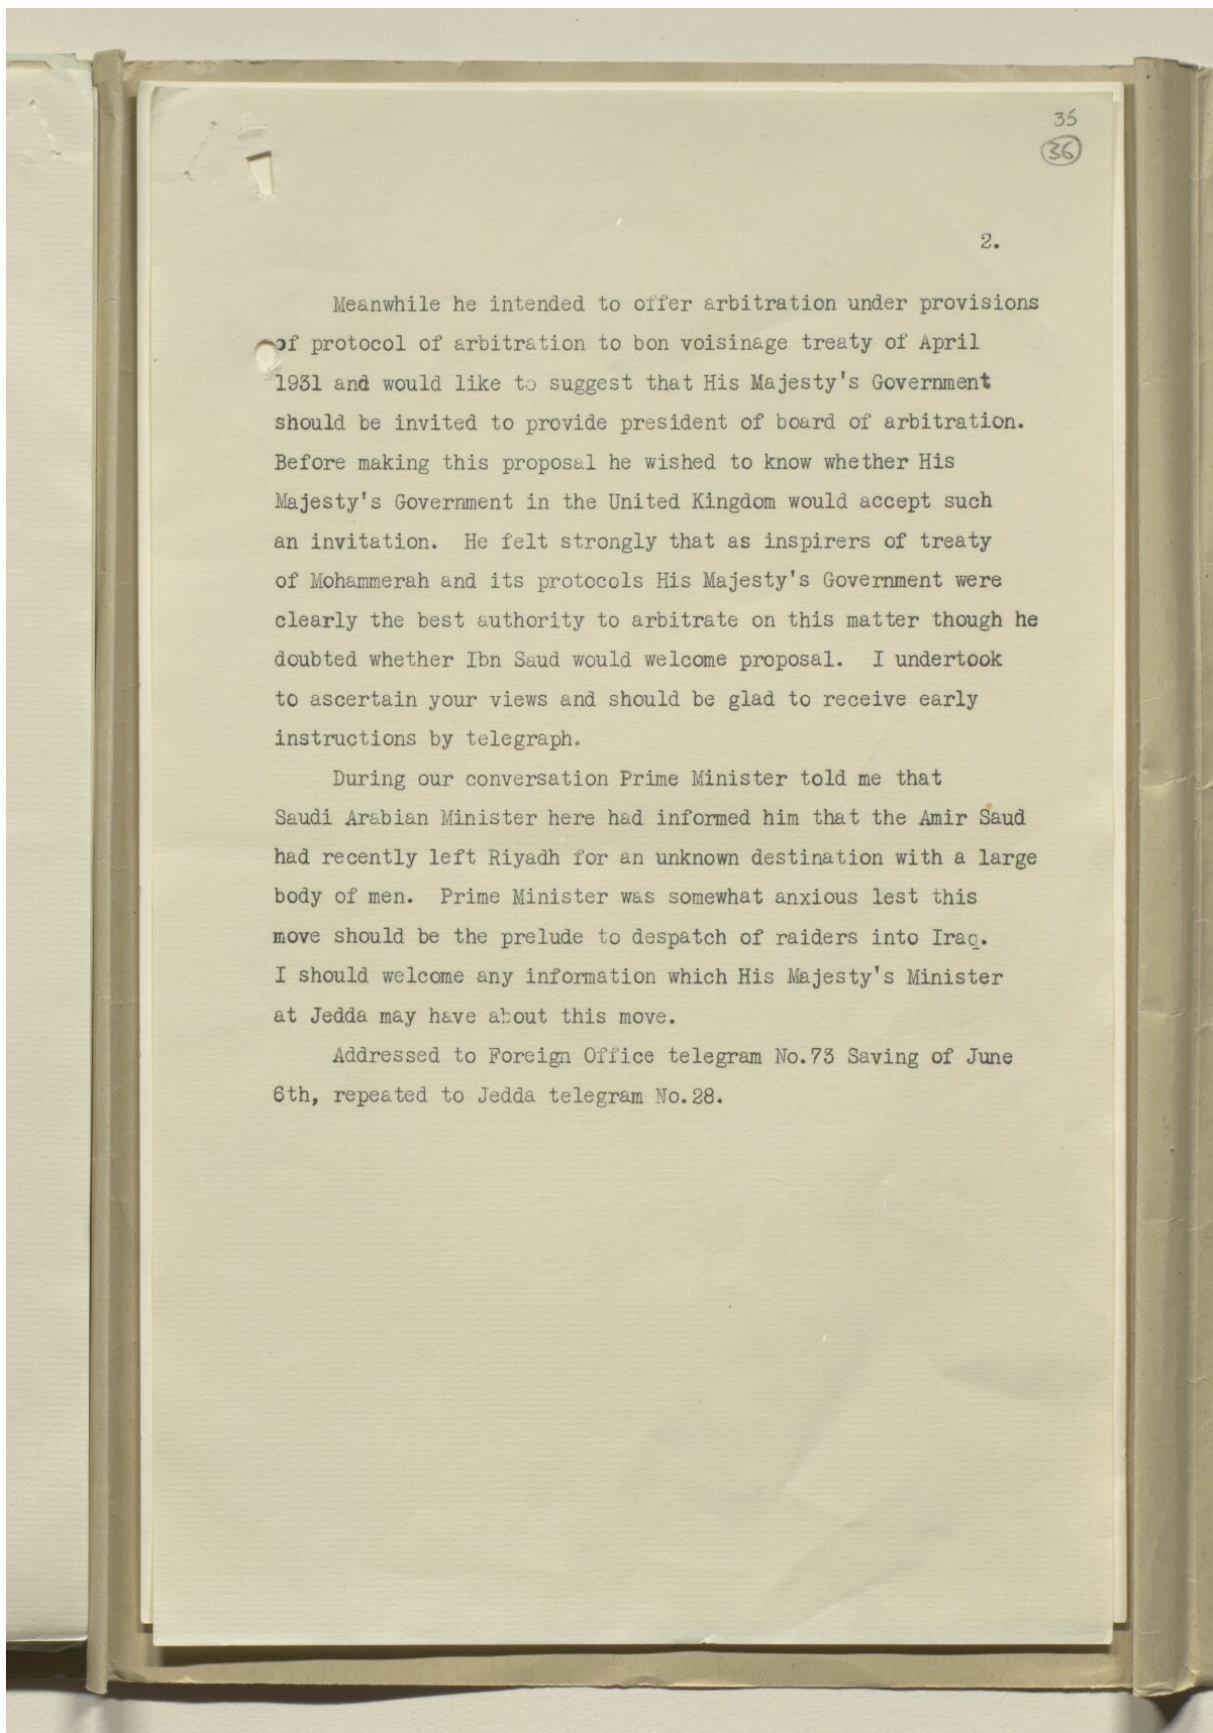 35
36
2.
Meanwhile he intended to offer arbitration under provisions
of protocol of arbitration to bon voisinage treaty of April
1931 and would like to suggest that His Majesty's Government
should be invited to provide president of board of arbitration.
Before making this proposal he wished to know whether His
Majesty's Government in the United Kingdom would accept such
an invitation. He felt strongly that as inspirers of treaty
of Mohammerah and its protocols His Majesty's Government were
clearly the best authority to arbitrate on this matter though he
doubted whether Ibn Saud would welcome proposal. I undertook
to ascertain your views and should be glad to receive early
instructions by telegraph.
During our conversation Prime Minister told me that
Saudi Arabian Minister here had informed him that the Amir Saud
had recently left Riyadh for an unknown destination with a large
body of men. Prime Minister was somewhat anxious lest this
move should be the prelude to despatch of raiders into Iraq.
I should welcome any information which His Majesty's Minister
at Jedda may have about this move.
Addressed to Foreign Office telegram No.73 Saving of June
6th, repeated to Jedda telegram No.28.